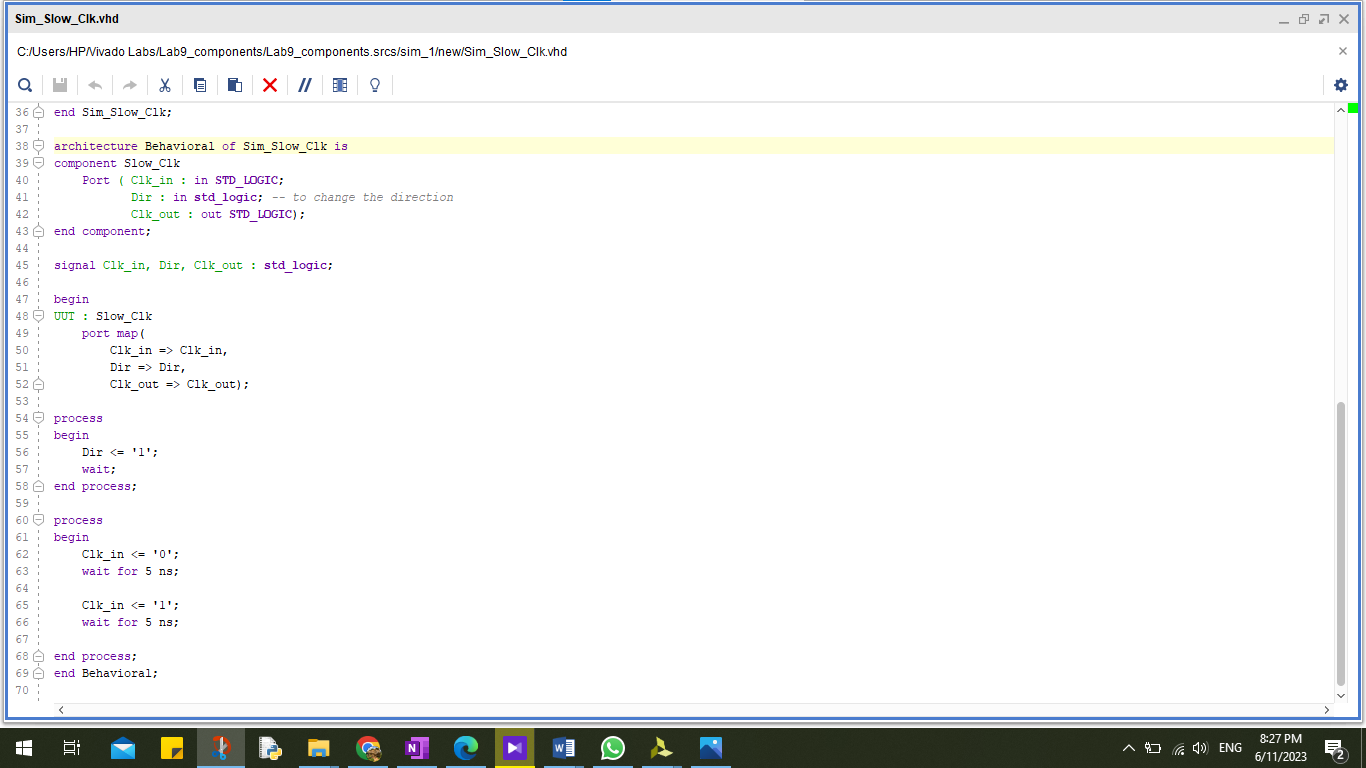 Sim_Slow_Clk.vhd
C:/Users/HP/Vivado Labs/Lab9_components/Lab9_components.srcs/sim_1/new/Sim_Slow_Clk.vhd
36 end Sim_Slow_Clk;
37
38 architecture Behavioral of Sim_Slow_Clk is
39 component Slow_Clk
40 Port ( Clk_in : in STD_LOGIC;
41 Dir : in std_logic; -- to change the direction
42 Clk_out : out STD_LOGIC);
43 end component;
44
45 signal Clk_in, Dir, Clk_out : std_logic;
46
47 begin
48 UUT : Slow_Clk
49 port map(
50 Clk_in => Clk_in,
51 Dir => Dir,
52 Clk_out => Clk_out);
53
54 process
55 begin
56 Dir <= '1';
57 wait;
58 end process;
59
60 process
61 begin
62 Clk_in <= '0';
63 wait for 5 ns;
64
65 Clk_in <= '1';
66 wait for 5 ns;
67
68 end process;
69 end Behavioral;
70
ENG
8:27 PM
6/11/2023
2